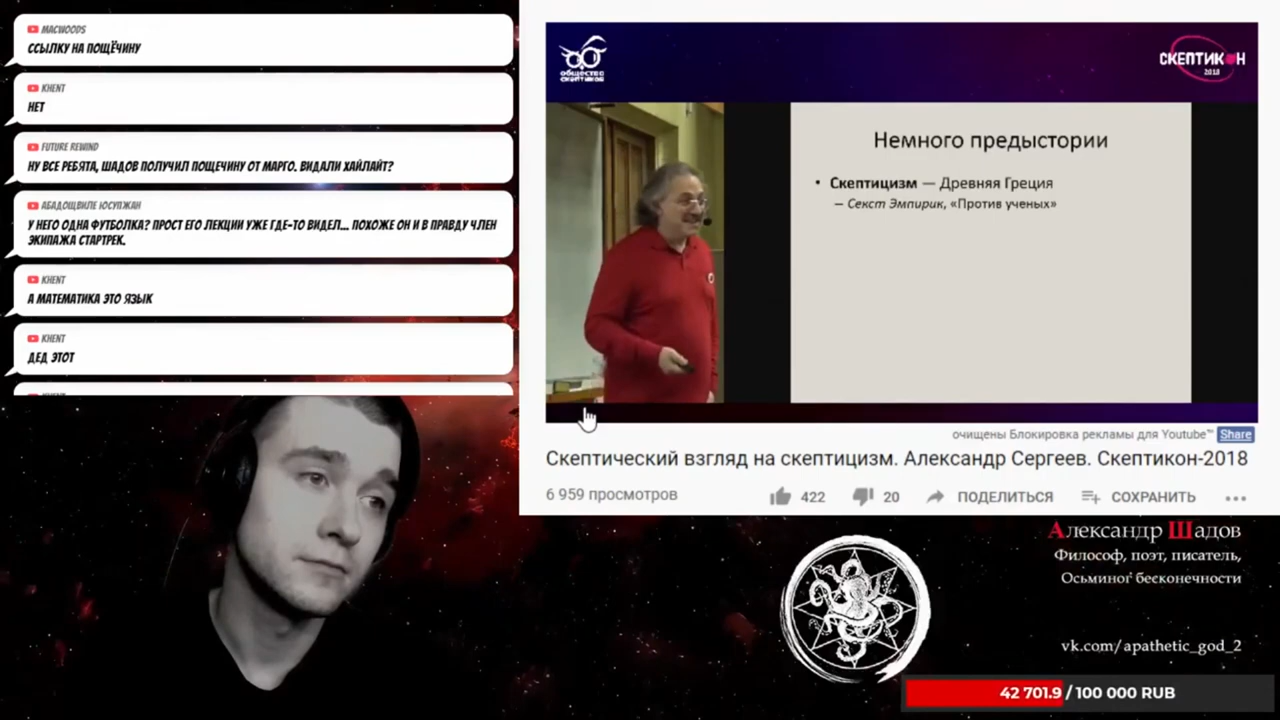 MACWOODS
ССЫЛКУ НА ПОЩЁЧИНУ
KHENT
НЕТ
FUTURE REWIND
НУ ВСЕ РЕБЯТА, ШАДОВ ПОЛУЧИЛ ПОЩЕЧИНУ ОТ МАРГО. ВИДАЛИ ХАЙЛАЙТ?
АБАДОЩВИЛЕ ЮСУПЖАН
У НЕГО ОДНА ФУТБОЛКА? ПРОСТ ЕГО ЛЕКЦИИ УЖЕ ГДЕ-ТО ВИДЕЛ... ПОХОЖЕ ОН И В ПРАВДУ ЧЛЕН
ЭКИПАЖА СТАРТРЕК.
KHENT
А МАТЕМАТИКА ЭТО ЯЗЫК
KHENT
ДЕД ЭТОТ
общество
скептиков
СКЕПТИКОН
2018
Немного предыстории
• Скептицизм — Древняя Греция
– Секст Эмпирик, «Против ученых»
очищены Блокировка рекламы для Youtube™ Share
Скептический взгляд на скептицизм. Александр Сергеев. Скептикон-2018
6 959 просмотров
422
20
ПОДЕЛИТЬСЯ
СОХРАНИТЬ
Александр Шадов
Философ, поэт, писатель,
Осьминог бесконечности
vk.com/apathetic_god_2
42 701.9 / 100 000 RUB